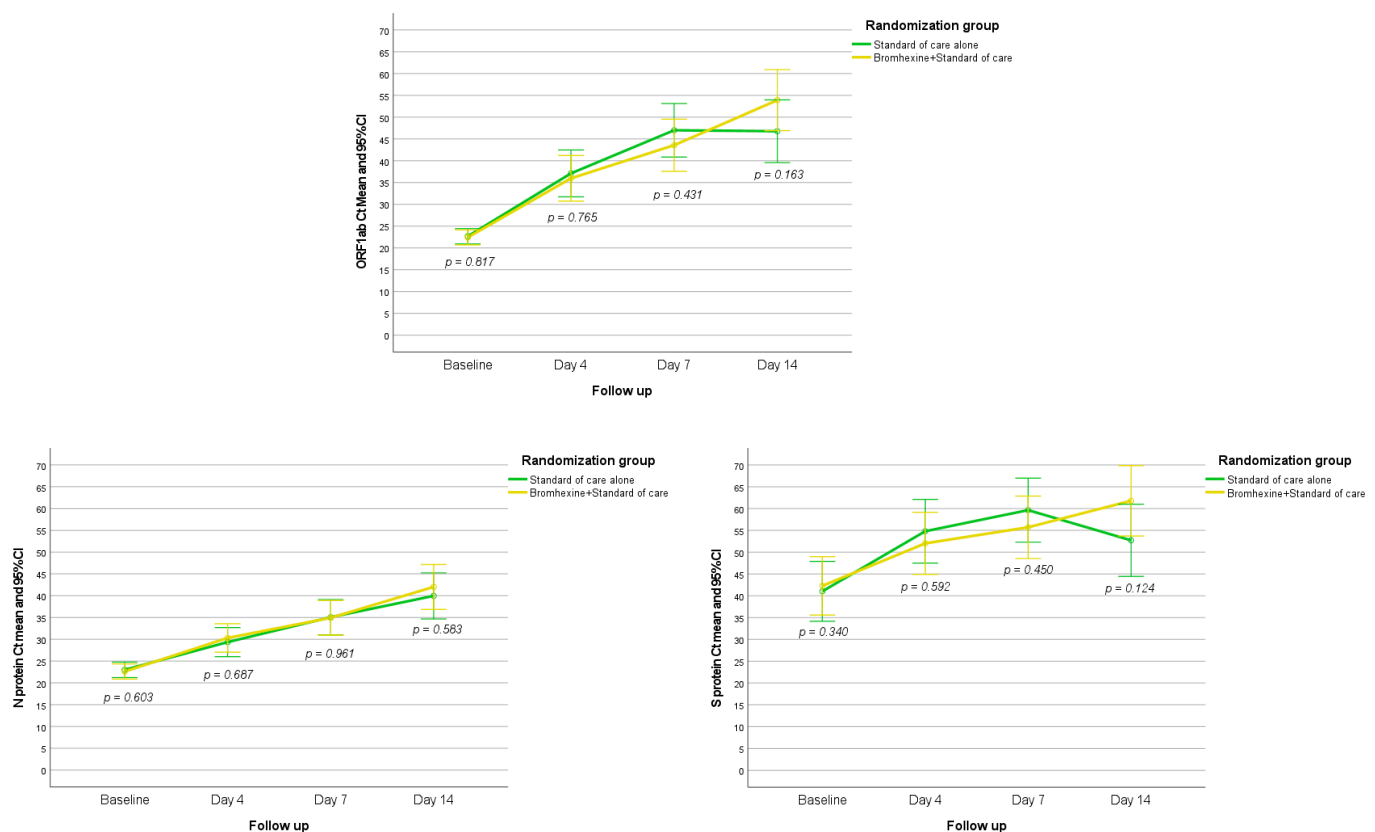 Randomization group
Standard of care alone
Bromhexine+Standard of care
ORF1ab Ct Mean and 95%CI
70
65
60
55
50
45
40
35
30
25
20
15
10
5
0
p = 0.817
p = 0.765
p = 0.431
p = 0.163
Baseline
Day 4
Day 7
Day 14
Follow up
Randomization group
Standard of care alone
Bromhexine+Standard of care
N protein Ct mean and 95%CI
70
65
60
55
50
45
40
35
30
25
20
15
10
5
0
p = 0.603
p = 0.687
p = 0.961
p = 0.583
Baseline
Day 4
Day 7
Day 14
Follow up
Randomization group
Standard of care alone
Bromhexine+Standard of care
S protein Ct mean and 95%CI
70
65
60
55
50
45
40
35
30
25
20
15
10
5
0
p = 0.340
p = 0.592
p = 0.450
p = 0.124
Baseline
Day 4
Day 7
Day 14
Follow up